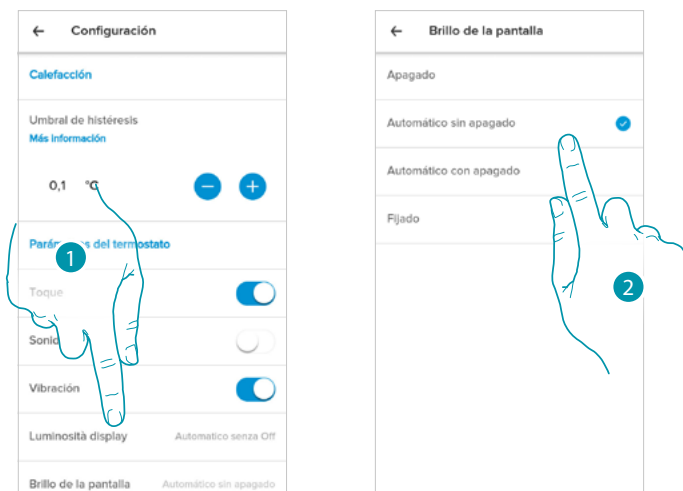 ← Configuración
Calefacción
Umbral de histéresis
Más información
0,1 °C
Parámetros del termostato
1
Toque
Sonido
Vibración
Luminosità display Automatico senza Off
Brillo de la pantalla Automático sin apagado
← Brillo de la pantalla
Apagado
Automático sin apagado
Automático con apagado
Fijado
2